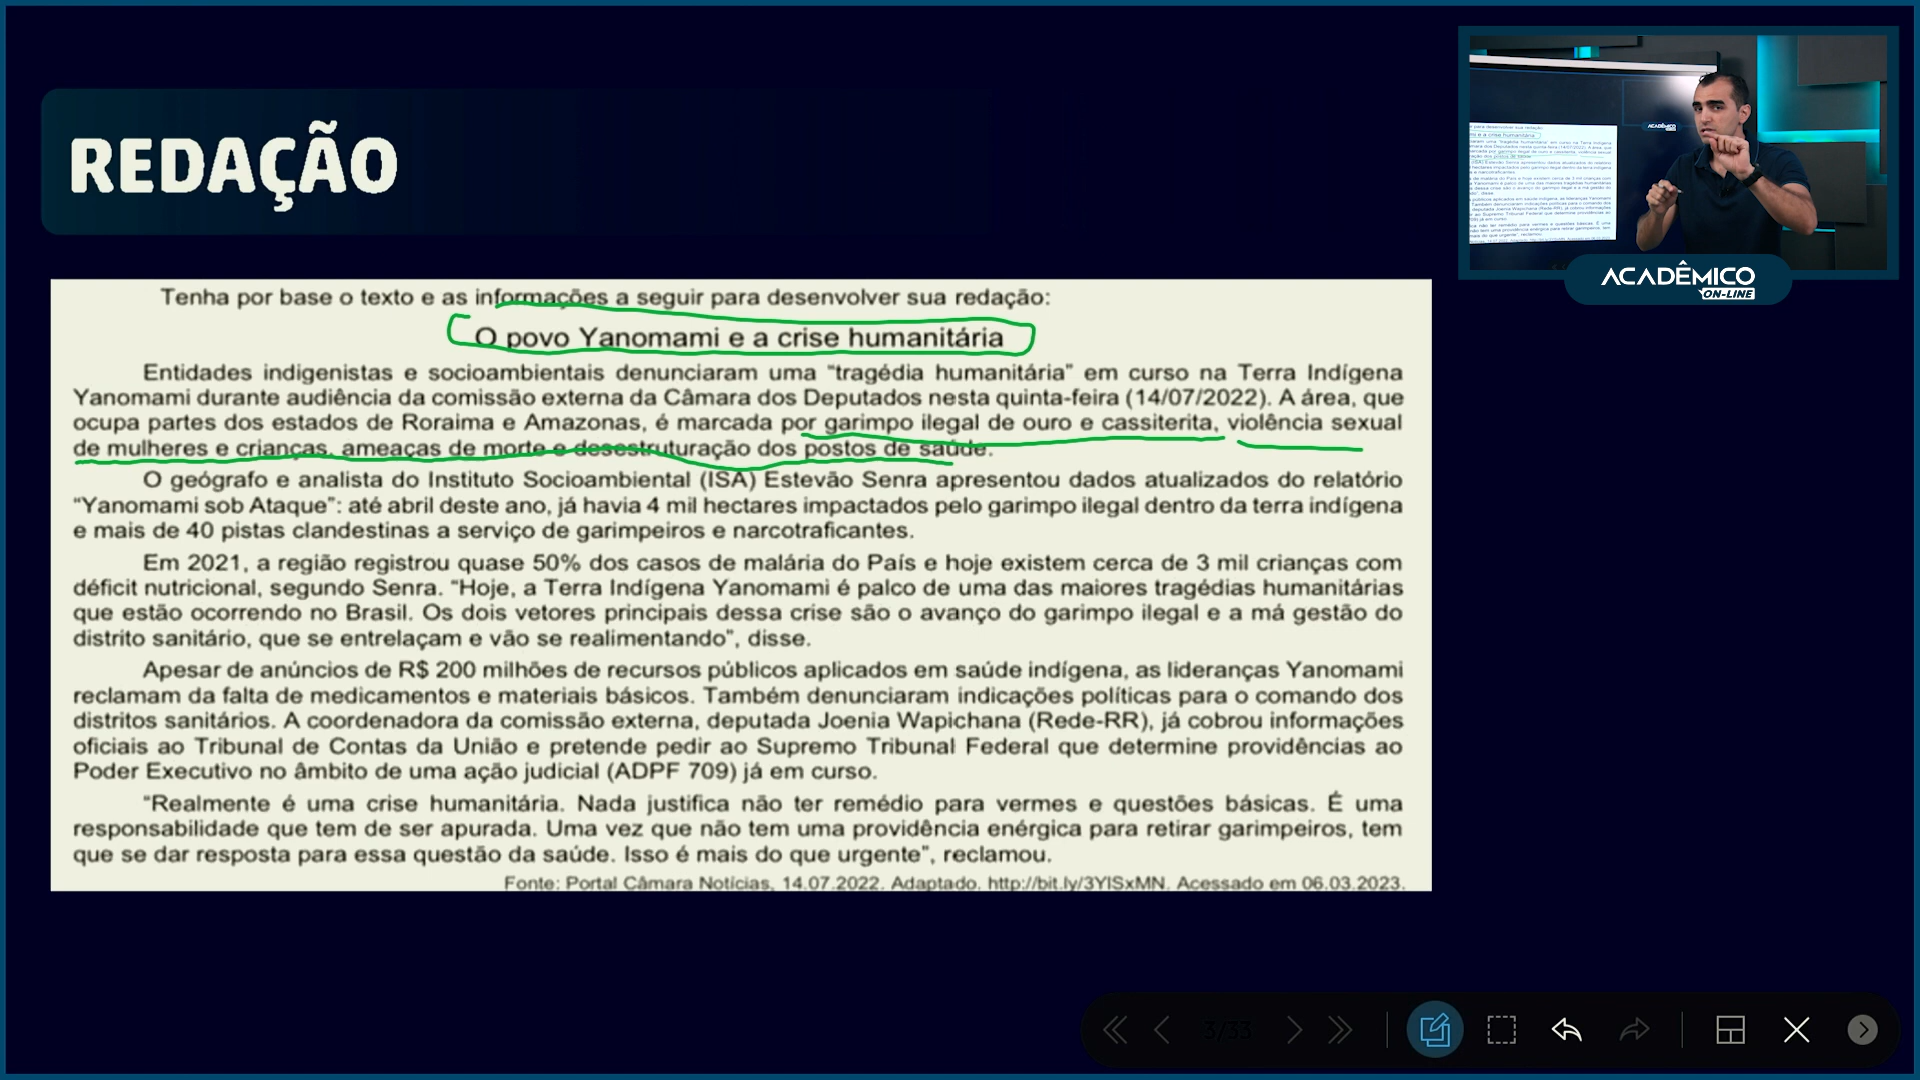 REDAÇÃO
ACADÊMICO
ON-LINE
Tenha por base o texto e as informações a seguir para desenvolver sua redação:
O povo Yanomami e a crise humanitária
Entidades indigenistas e socioambientais denunciaram uma “tragédia humanitária” em curso na Terra Indígena
Yanomami durante audiência da comissão externa da Câmara dos Deputados nesta quinta-feira (14/07/2022). A área, que
ocupa partes dos estados de Roraima e Amazonas, é marcada por garimpo ilegal de ouro e cassiterita, violência sexual
de mulheres e crianças, ameaças de morte e desestruturação dos postos de saúde.
O geógrafo e analista do Instituto Socioambiental (ISA) Estevão Senra apresentou dados atualizados do relatório
“Yanomami sob Ataque”: até abril deste ano, já havia 4 mil hectares impactados pelo garimpo ilegal dentro da terra indígena
e mais de 40 pistas clandestinas a serviço de garimpeiros e narcotraficantes.
Em 2021, a região registrou quase 50% dos casos de malária do País e hoje existem cerca de 3 mil crianças com
déficit nutricional, segundo Senra. “Hoje, a Terra Indígena Yanomami é palco de uma das maiores tragédias humanitárias
que estão ocorrendo no Brasil. Os dois vetores principais dessa crise são o avanço do garimpo ilegal e a má gestão do
distrito sanitário, que se entrelaçam e vão se realimentando”, disse.
Apesar de anúncios de R$ 200 milhões de recursos públicos aplicados em saúde indígena, as lideranças Yanomami
reclamam da falta de medicamentos e materiais básicos. Também denunciaram indicações políticas para o comando dos
distritos sanitários. A coordenadora da comissão externa, deputada Joenia Wapichana (Rede-RR), já cobrou informações
oficiais ao Tribunal de Contas da União e pretende pedir ao Supremo Tribunal Federal que determine providências ao
Poder Executivo no âmbito de uma ação judicial (ADPF 709) já em curso.
“Realmente é uma crise humanitária. Nada justifica não ter remédio para vermes e questões básicas. É uma
responsabilidade que tem de ser apurada. Uma vez que não tem uma providência enérgica para retirar garimpeiros, tem
que se dar resposta para essa questão da saúde. Isso é mais do que urgente”, reclamou.
Fonte: Portal Câmara Notícias, 14.07.2022. Adaptado. http://bit.ly/3YISxMN. Acessado em 06.03.2023.
3/33